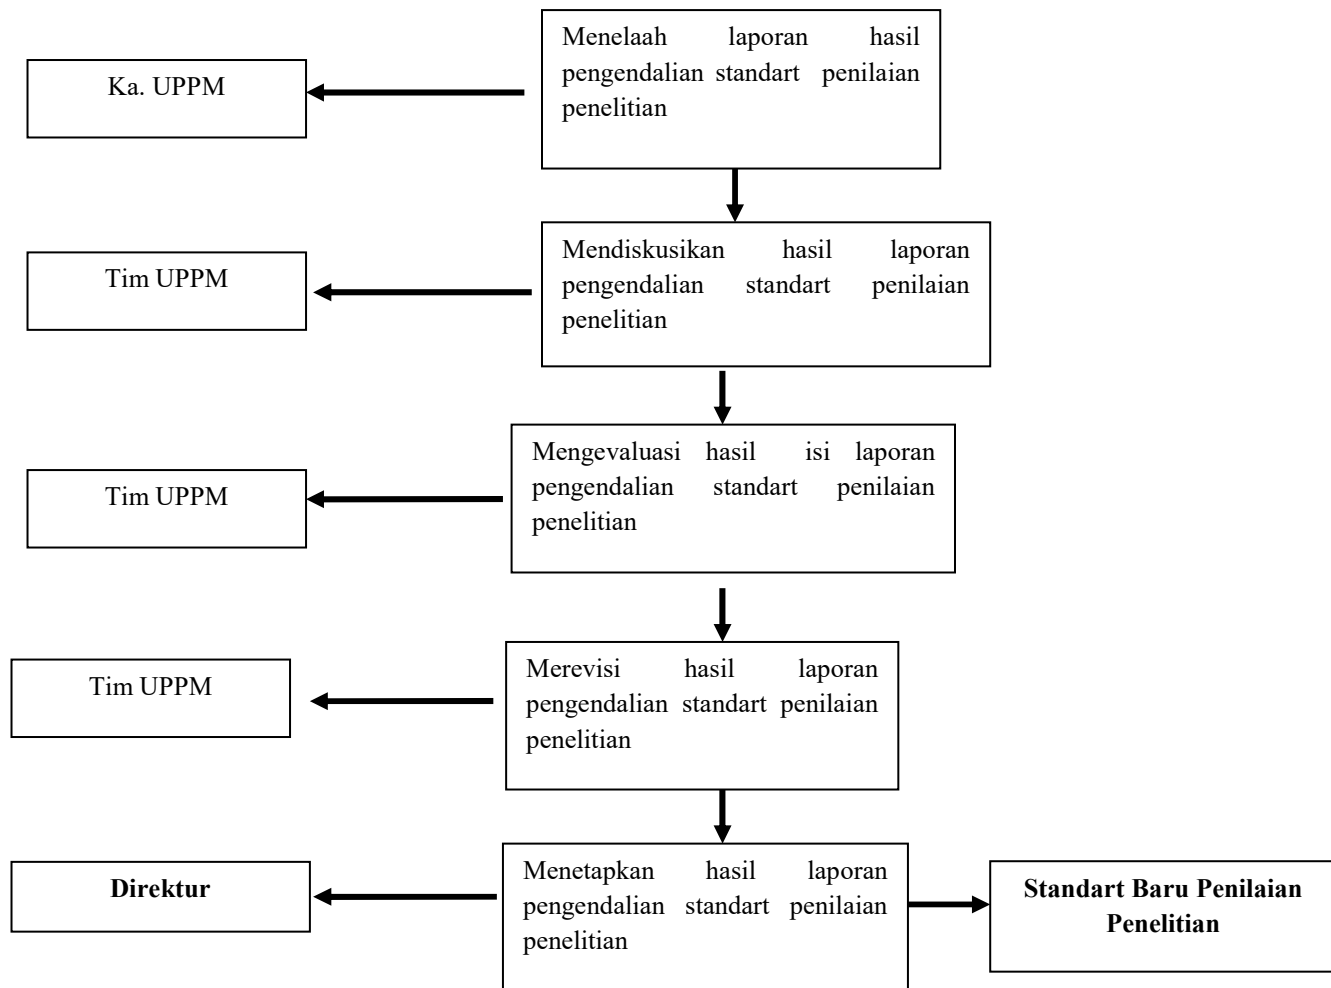 Ka. UPPM
Menelaah laporan hasil
pengendalian standart penilaian
penelitian
Tim UPPM
Mendiskusikan hasil laporan
pengendalian standart penilaian
penelitian
Tim UPPM
Mengevaluasi hasil isi laporan
pengendalian standart penilaian
penelitian
Tim UPPM
Merevisi hasil laporan
pengendalian standart penilaian
penelitian
Direktur
Menetapkan hasil laporan
pengendalian standart penilaian
penelitian
Standart Baru Penilaian
Penelitian